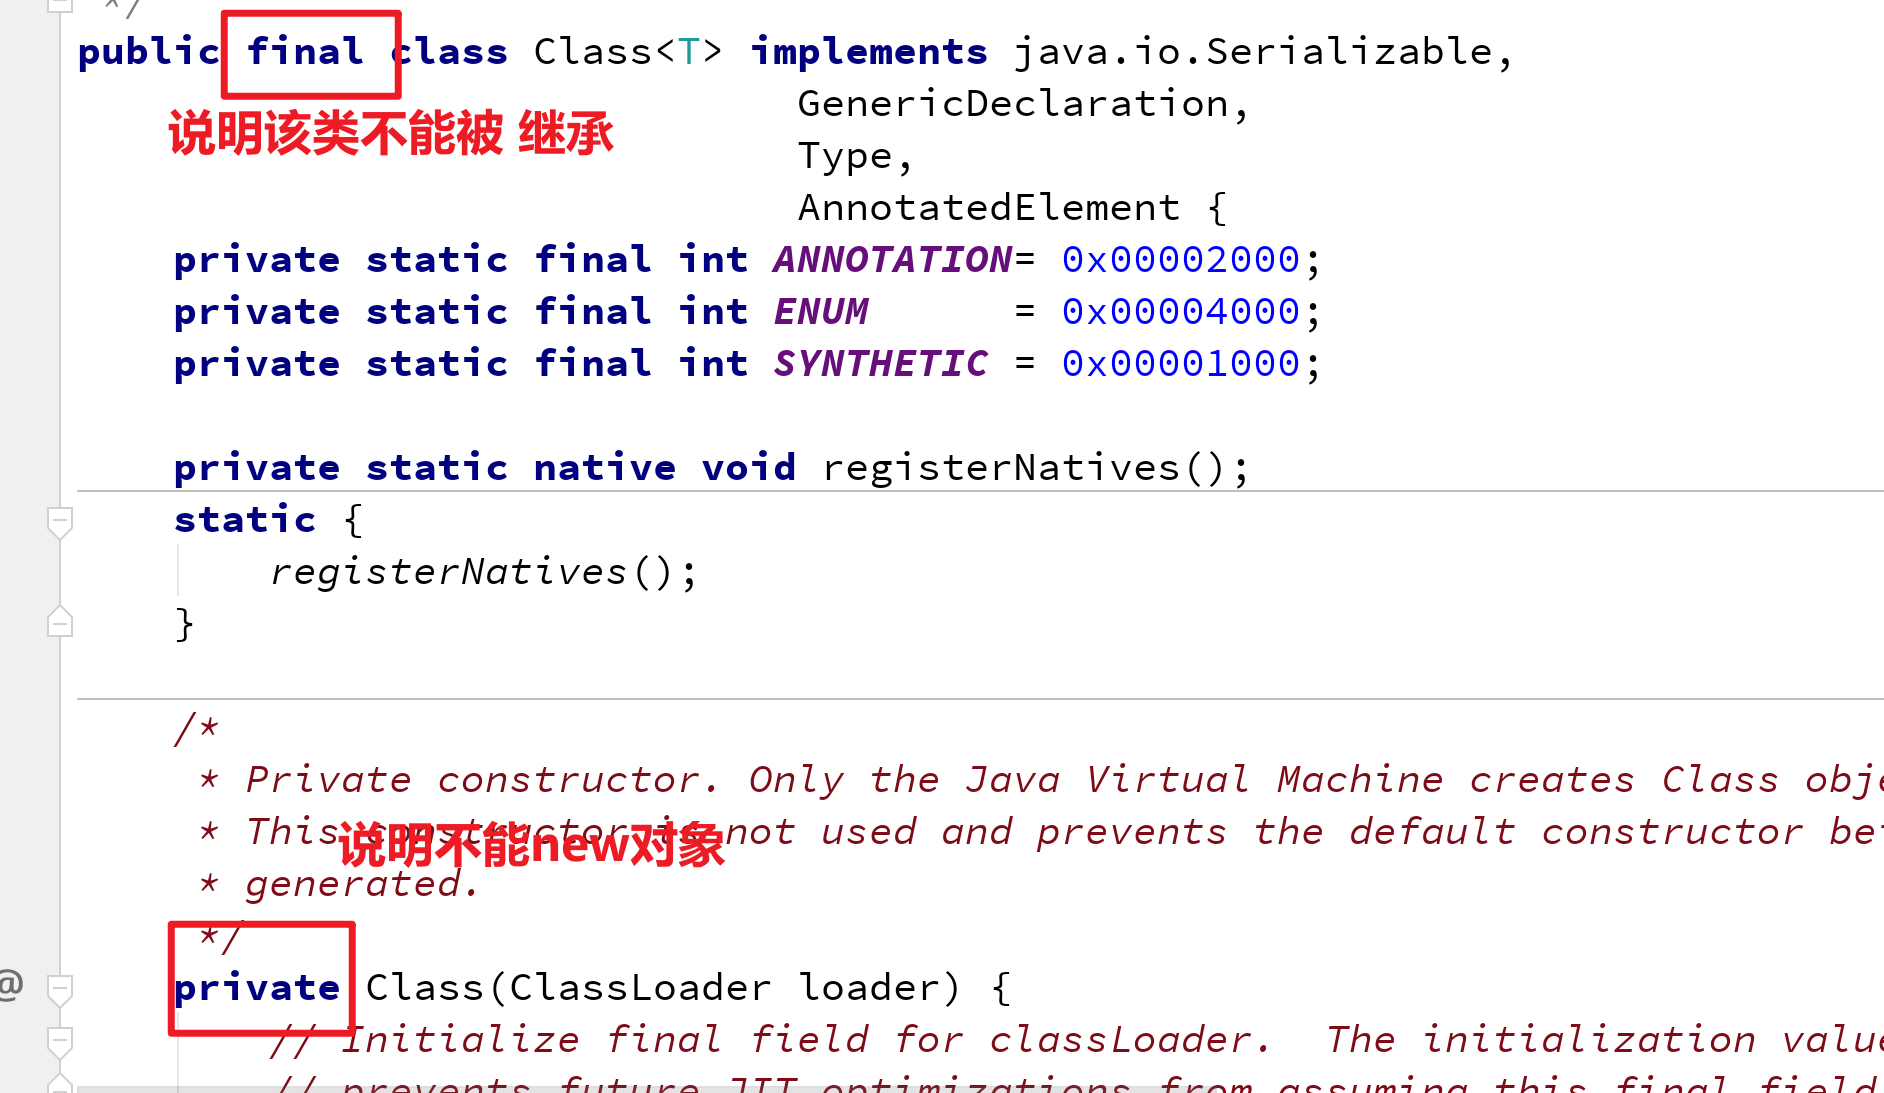 */
public final class Class<T> implements java.io.Serializable,
说明该类不能被 继承
GenericDeclaration,
Type,
AnnotatedElement {
private static final int ANNOTATION= 0x00002000;
private static final int ENUM      = 0x00004000;
private static final int SYNTHETIC = 0x00001000;
private static native void registerNatives();
static {
registerNatives();
}
/*
* Private constructor. Only the Java Virtual Machine creates Class obje
* This constructor is not used and prevents the default constructor bei
说明不能new对象
* generated.
*/
@
private Class(ClassLoader loader) {
// Initialize final field for classLoader.  The initialization value
// prevents future JIT optimizations from assuming this final field